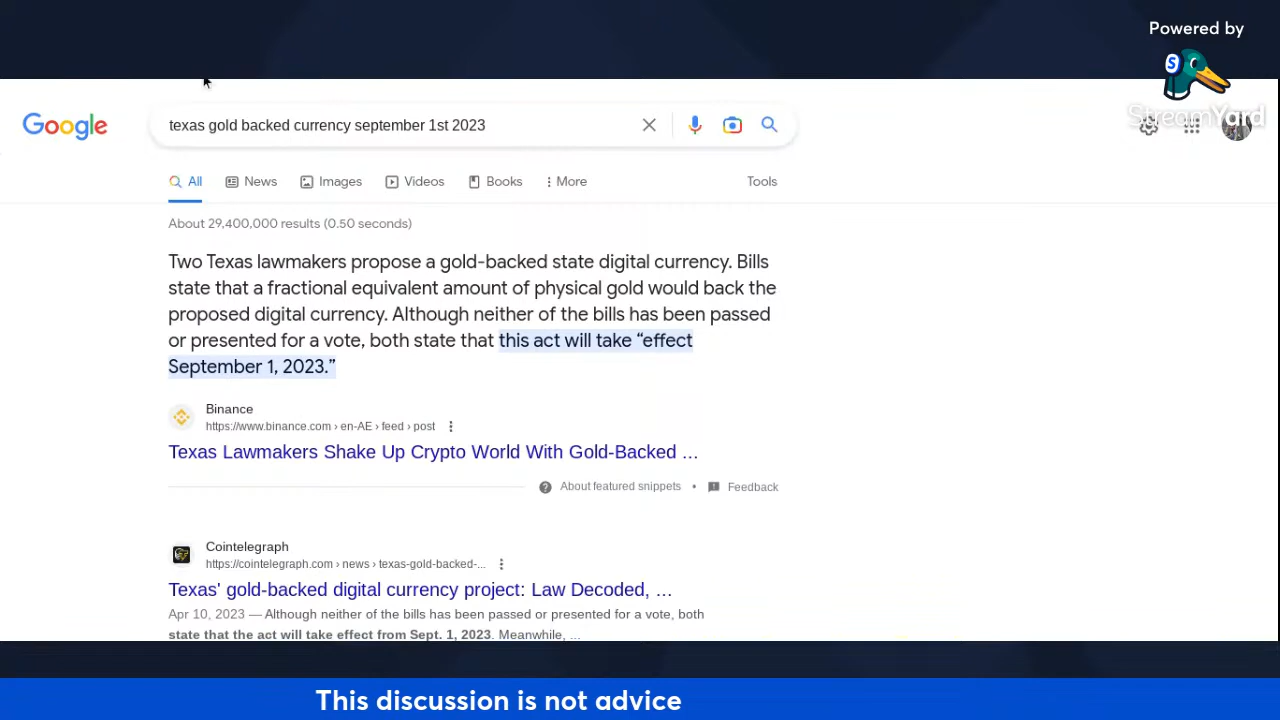 Powered by
S
StreamYard
Google
texas gold backed currency september 1st 2023
All
News
Images
Videos
Books
More
Tools
About 29,400,000 results (0.50 seconds)
Two Texas lawmakers propose a gold-backed state digital currency. Bills
state that a fractional equivalent amount of physical gold would back the
proposed digital currency. Although neither of the bills has been passed
or presented for a vote, both state that this act will take “effect
September 1, 2023.”
Binance
https://www.binance.com › en-AE › feed › post
Texas Lawmakers Shake Up Crypto World With Gold-Backed ...
About featured snippets • Feedback
Cointelegraph
https://cointelegraph.com › news › texas-gold-backed-...
Texas' gold-backed digital currency project: Law Decoded, ...
Apr 10, 2023 — Although neither of the bills has been passed or presented for a vote, both
state that the act will take effect from Sept. 1, 2023. Meanwhile, ...
This discussion is not advice